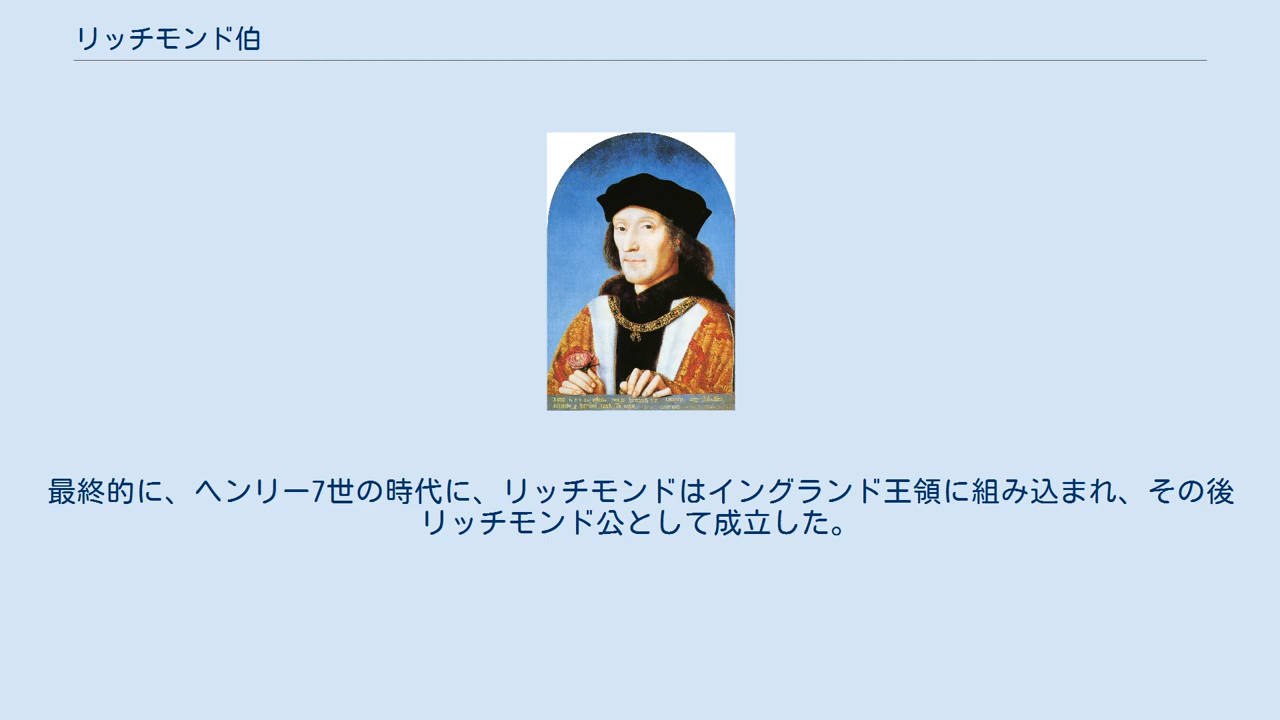 リッチモンド伯
最終的に、ヘンリー7世の時代に、リッチモンドはイングランド王領に組み込まれ、その後
リッチモンド公として成立した。